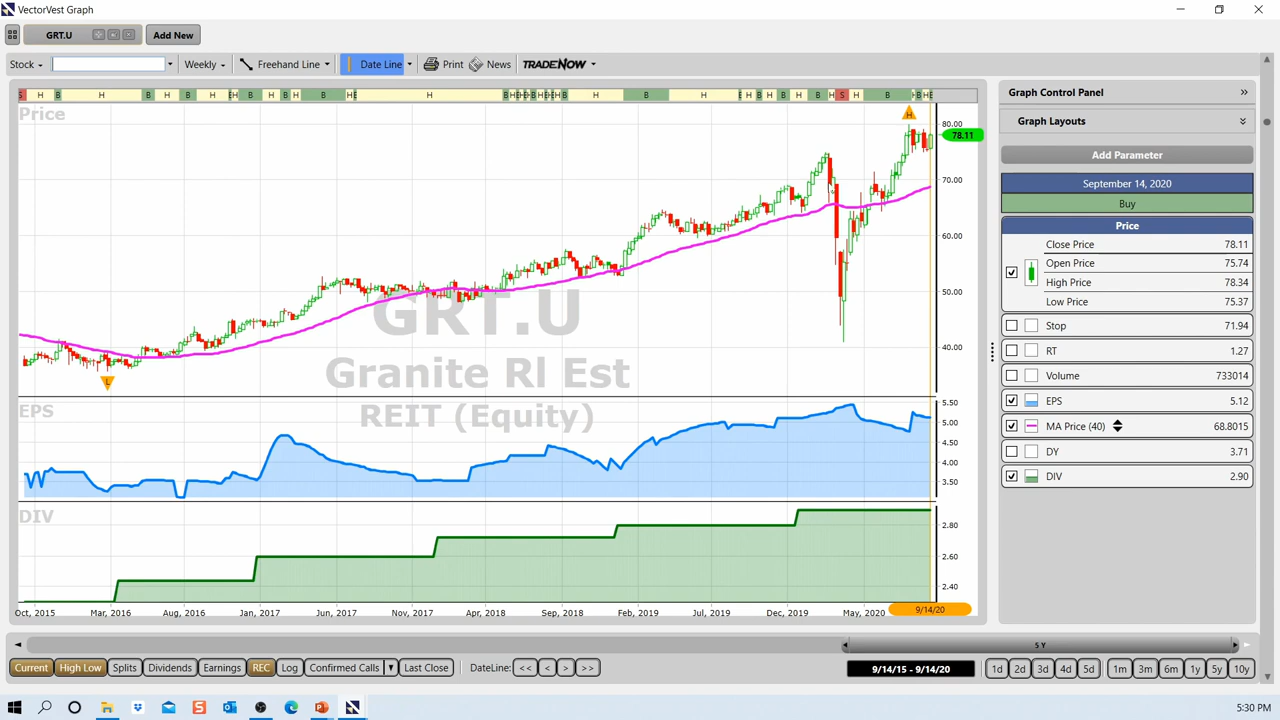 VectorVest Graph
GRT.U
Add New
Stock
Weekly
Freehand Line
Date Line
Print
News
TRADENOW
S H B H B H B H BH B H B H B HH H B H H H B H H H B H B H B H H B H B H B H S H B H B H H
Price
H
80.00
78.11
70.00
60.00
50.00
40.00
L
GRT.U
Granite Rl Est
REIT (Equity)
EPS
5.50
5.00
4.50
4.00
3.50
DIV
2.80
2.60
2.40
Oct, 2015 Mar, 2016 Aug, 2016 Jan, 2017 Jun, 2017 Nov, 2017 Apr, 2018 Sep, 2018 Feb, 2019 Jul, 2019 Dec, 2019 May, 2020 9/14/20
Graph Control Panel
Graph Layouts
Add Parameter
September 14, 2020
Buy
Price
Close Price 78.11
Open Price 75.74
High Price 78.34
Low Price 75.37
Stop 71.94
RT 1.27
Volume 733014
EPS 5.12
MA Price (40) 68.8015
DY 3.71
DIV 2.90
5 Y
Current High Low Splits Dividends Earnings REC Log Confirmed Calls Last Close DateLine: << < > >> 9/14/15 - 9/14/20 1d 2d 3d 4d 5d 1m 3m 6m 1y 5y 10y
5:30 PM